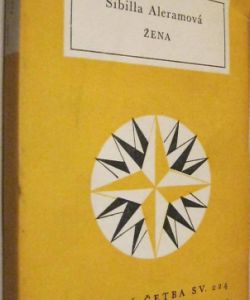 Sibilla Aleramová
ŽENA
ČETBA SV. 224